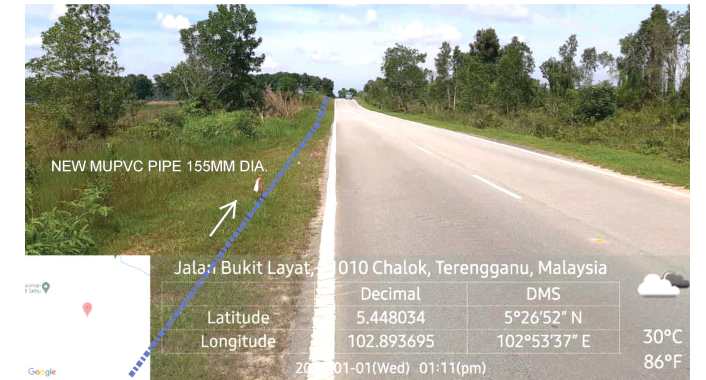 NEW MUPVC PIPE 155MM DIA.
Jalan Bukit Layat, 1010 Chalok, Terengganu, Malaysia
Decimal DMS
Latitude 5.448034 5°26'52" N
Longitude 102.893695 102°53'37" E
30°C
86°F
01-01(Wed) 01:11(pm)
Google